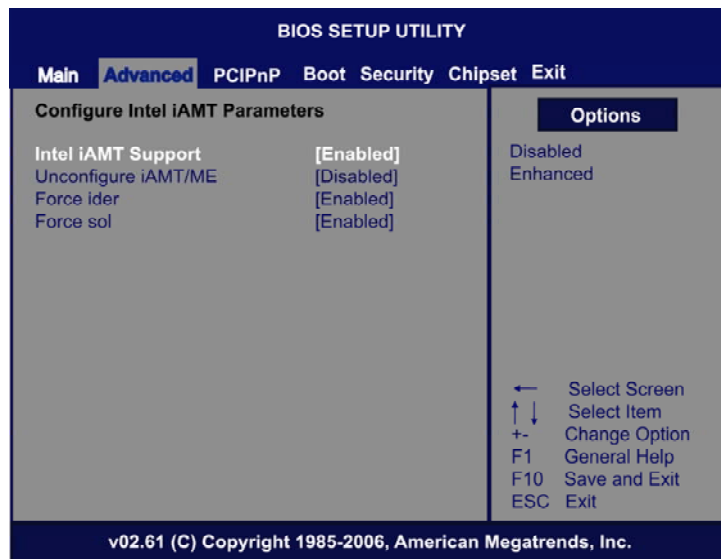 BIOS SETUP UTILITY
Main Advanced PCIPnP Boot Security Chipset Exit
Configure Intel iAMT Parameters
Intel iAMT Support [Enabled]
Unconfigure iAMT/ME [Disabled]
Force ider [Enabled]
Force sol [Enabled]
Options
Disabled
Enhanced
← Select Screen
↑↓ Select Item
+- Change Option
F1 General Help
F10 Save and Exit
ESC Exit
v02.61 (C) Copyright 1985-2006, American Megatrends, Inc.